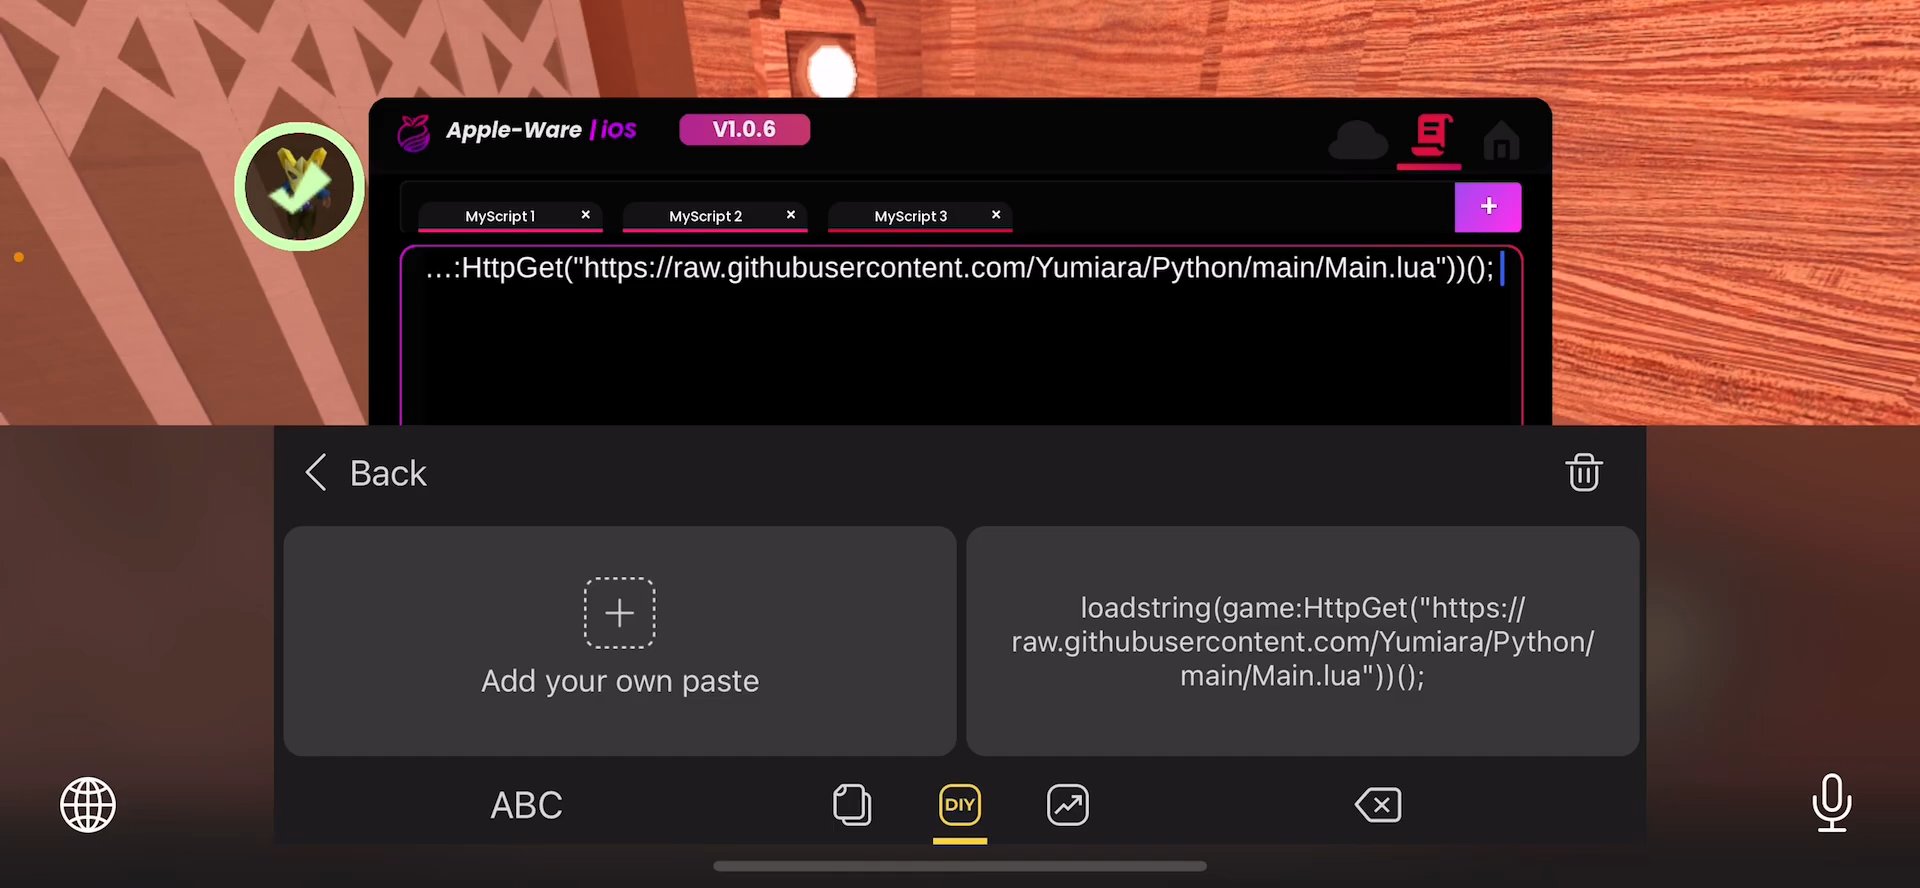 Apple-Ware | iOS
V1.0.6
MyScript 1 ×
MyScript 2 ×
MyScript 3 ×
+
...:HttpGet("https://raw.githubusercontent.com/Yumiara/Python/main/Main.lua"))();
Back
Add your own paste
loadstring(game:HttpGet("https://
raw.githubusercontent.com/Yumiara/Python/
main/Main.lua"))();
ABC
DIY